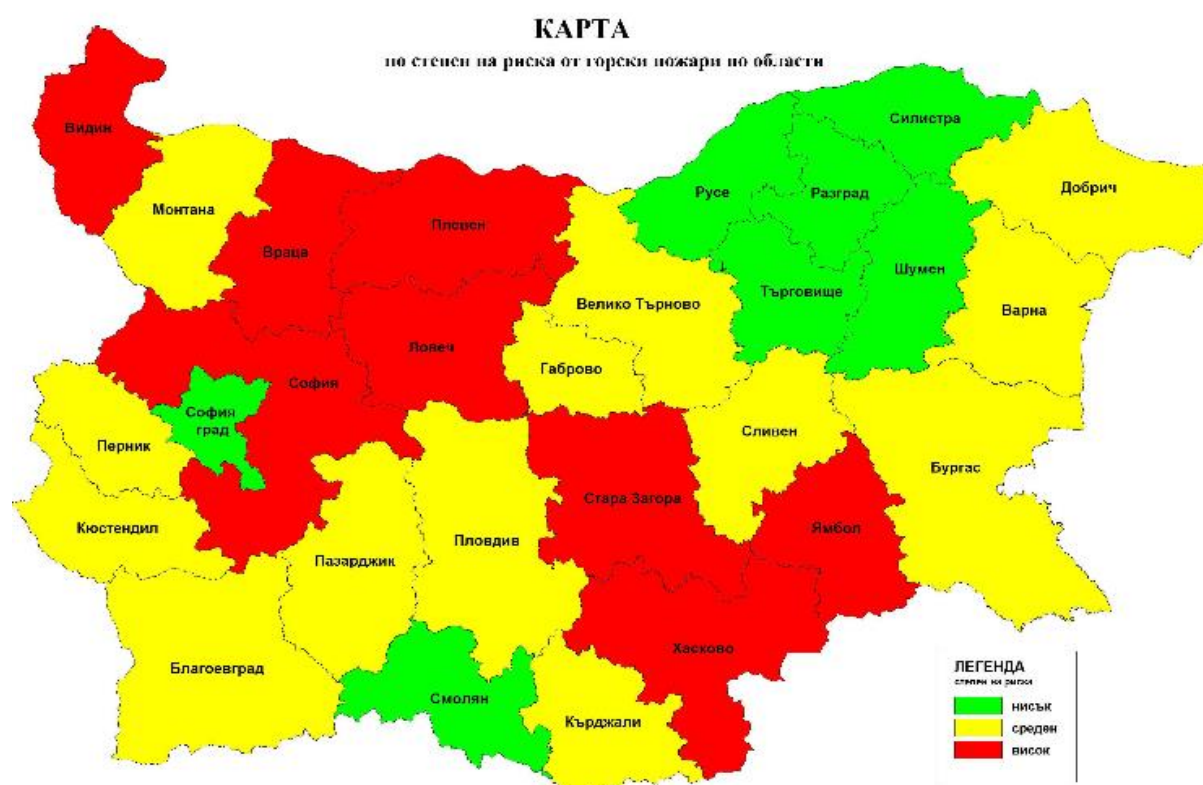 КАРТА
по степен на риска от горски пожари по области
Видин
Силистра
Добрич
Русе
Разград
Монтана
Плевен
Враца
Шумен
Търговище
Велико Търново
Варна
Ловеч
Габрово
София
София
град
Перник
Сливен
Бургас
Стара Загора
Кюстендил
Ямбол
Пловдив
Пазарджик
Хасково
Благоевград
Смолян
Кърджали
ЛЕГЕНДА
степен на риска
нисък
среден
висок